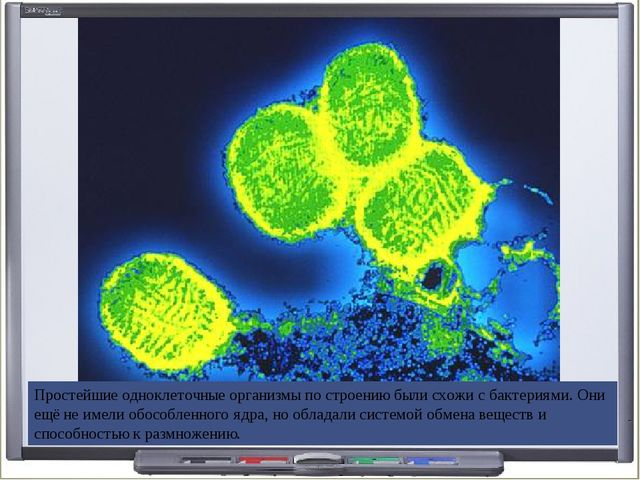 Простейшие одноклеточные организмы по строению были схожи с бактериями. Они
ещё не имели обособленного ядра, но обладали системой обмена веществ и
способностью к размножению.